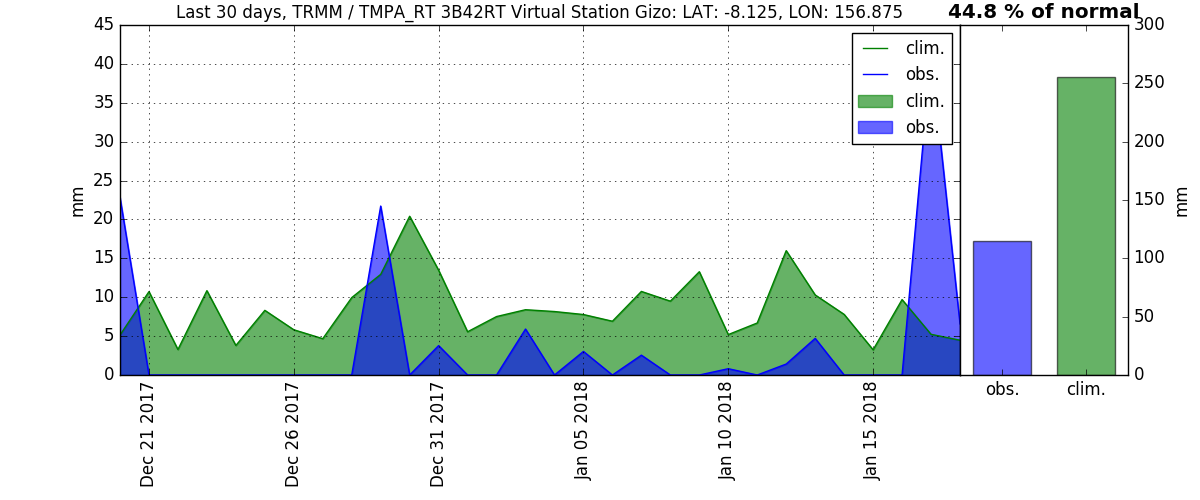 Last 30 days, TRMM / TMPA_RT 3B42RT Virtual Station Gizo: LAT: -8.125, LON: 156.875
44.8 % of normal
45
40
35
30
25
20
15
10
5
0
mm
clim.
obs.
clim.
obs.
300
250
200
150
100
50
0
mm
Dec 21 2017
Dec 26 2017
Dec 31 2017
Jan 05 2018
Jan 10 2018
Jan 15 2018
obs.
clim.